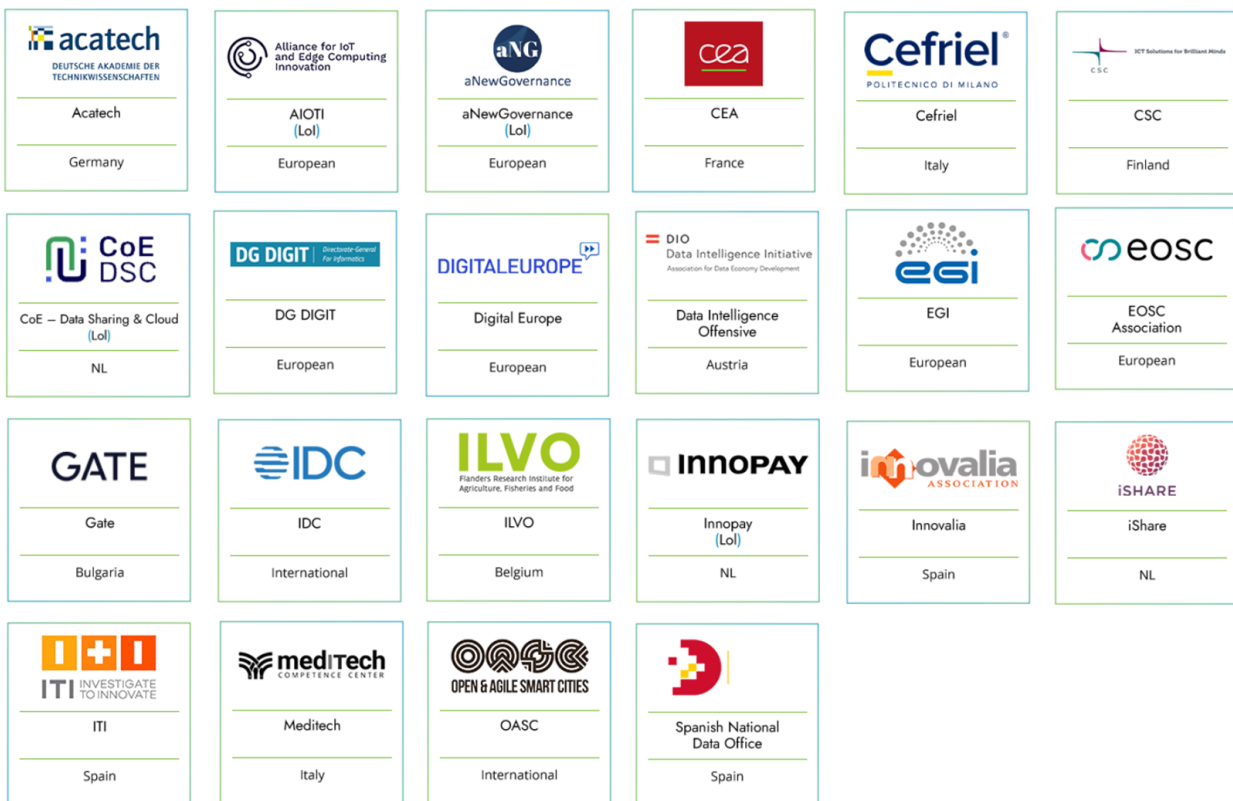 acatech
DEUTSCHE AKADEMIE DER
TECHNIKWISSENSCHAFTEN
Acatech
Germany
Alliance for IoT
and Edge Computing
Innovation
AIOTI
(LoI)
European
aNG
aNewGovernance
aNewGovernance
(LoI)
European
cea
CEA
France
Cefriel®
POLITECNICO DI MILANO
Cefriel
Italy
CSC
ICT Solutions for Brilliant Minds
CSC
Finland
CoE
DSC
CoE – Data Sharing & Cloud
(LoI)
NL
DG DIGIT
Directorate-General
For Informatics
DG DIGIT
European
DIGITALEUROPE
Digital Europe
European
DIO
Data Intelligence Initiative
Association for Data Economy Development
Data Intelligence
Offensive
Austria
eGI
EGI
European
eosc
EOSC
Association
European
GATE
Gate
Bulgaria
IDC
IDC
International
ILVO
Flanders Research Institute for
Agriculture, Fisheries and Food
ILVO
Belgium
INNOPAY
Innopay
(LoI)
NL
innovalia
ASSOCIATION
Innovalia
Spain
iSHARE
iShare
NL
ITI INVESTIGATE
TO INNOVATE
ITI
Spain
medITech
COMPETENCE CENTER
Meditech
Italy
OASC
OPEN & AGILE SMART CITIES
OASC
International
Spanish National
Data Office
Spain